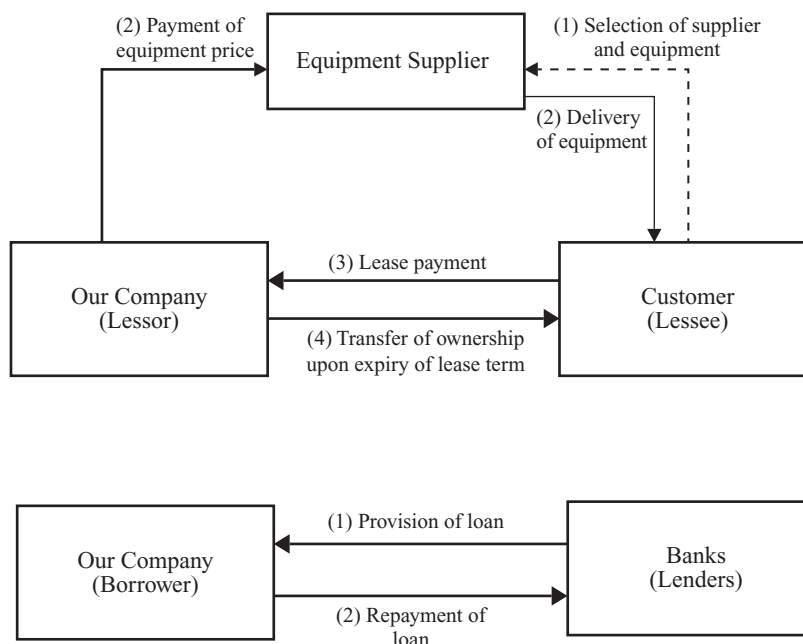 (2) Payment of
equipment price
Equipment Supplier
(1) Selection of supplier
and equipment
(2) Delivery
of equipment
Our Company
(Lessor)
(3) Lease payment
(4) Transfer of ownership
upon expiry of lease term
Customer
(Lessee)
Our Company
(Borrower)
(1) Provision of loan
(2) Repayment of
loan
Banks
(Lenders)